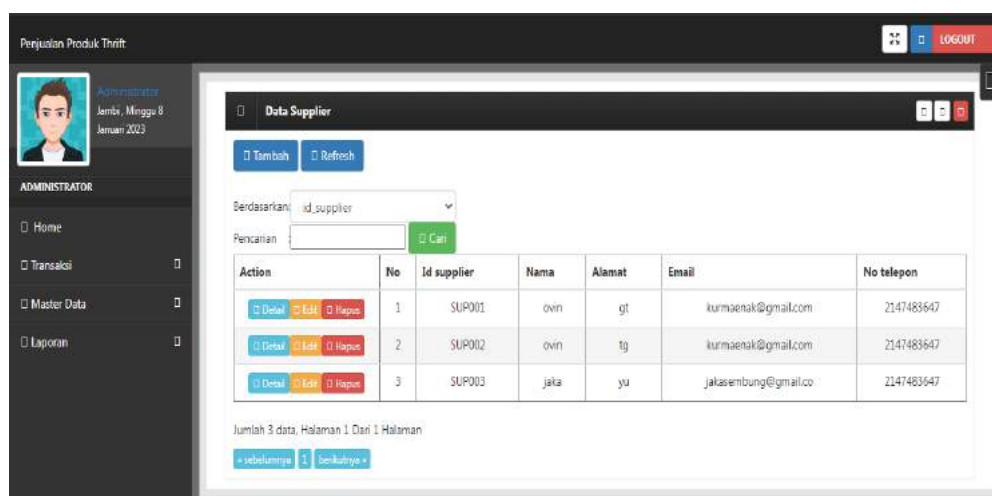 Penjualan Produk Thrift
LOGOUT
Administrator
Jambi, Minggu 8
Januari 2023
ADMINISTRATOR
Home
Transaksi
Master Data
Laporan
Data Supplier
Tambah Refresh
Berdasarkan: id_supplier
Pencarian : Cari
Action No Id supplier Nama Alamat Email No telepon
Detail Edit Hapus 1 SUP001 ovin gt kurmaenak@gmail.com 2147483647
Detail Edit Hapus 2 SUP002 ovin tg kurmaenak@gmail.com 2147483647
Detail Edit Hapus 3 SUP003 jaka yu jakasembung@gmail.co 2147483647
Jumlah 3 data, Halaman 1 Dari 1 Halaman
« sebelumnya 1 berikutnya »